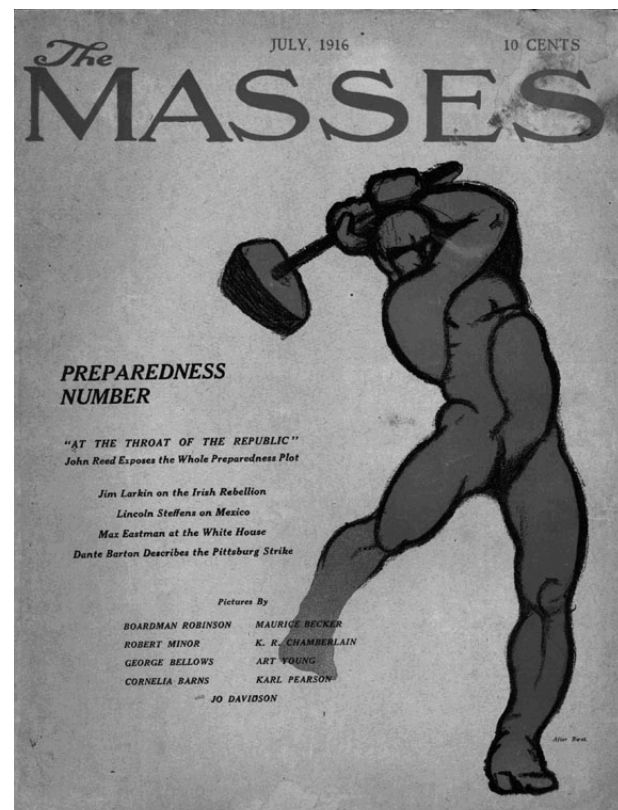 The
JULY, 1916 10 CENTS
MASSES
PREPAREDNESS
NUMBER
"AT THE THROAT OF THE REPUBLIC"
John Reed Exposes the Whole Preparedness Plot
Jim Larkin on the Irish Rebellion
Lincoln Steffens on Mexico
Max Eastman at the White House
Dante Barton Describes the Pittsburg Strike
Pictures By
BOARDMAN ROBINSON MAURICE BECKER
ROBERT MINOR K. R. CHAMBERLAIN
GEORGE BELLOWS ART YOUNG
CORNELIA BARNS KARL PEARSON
JO DAVIDSON
After